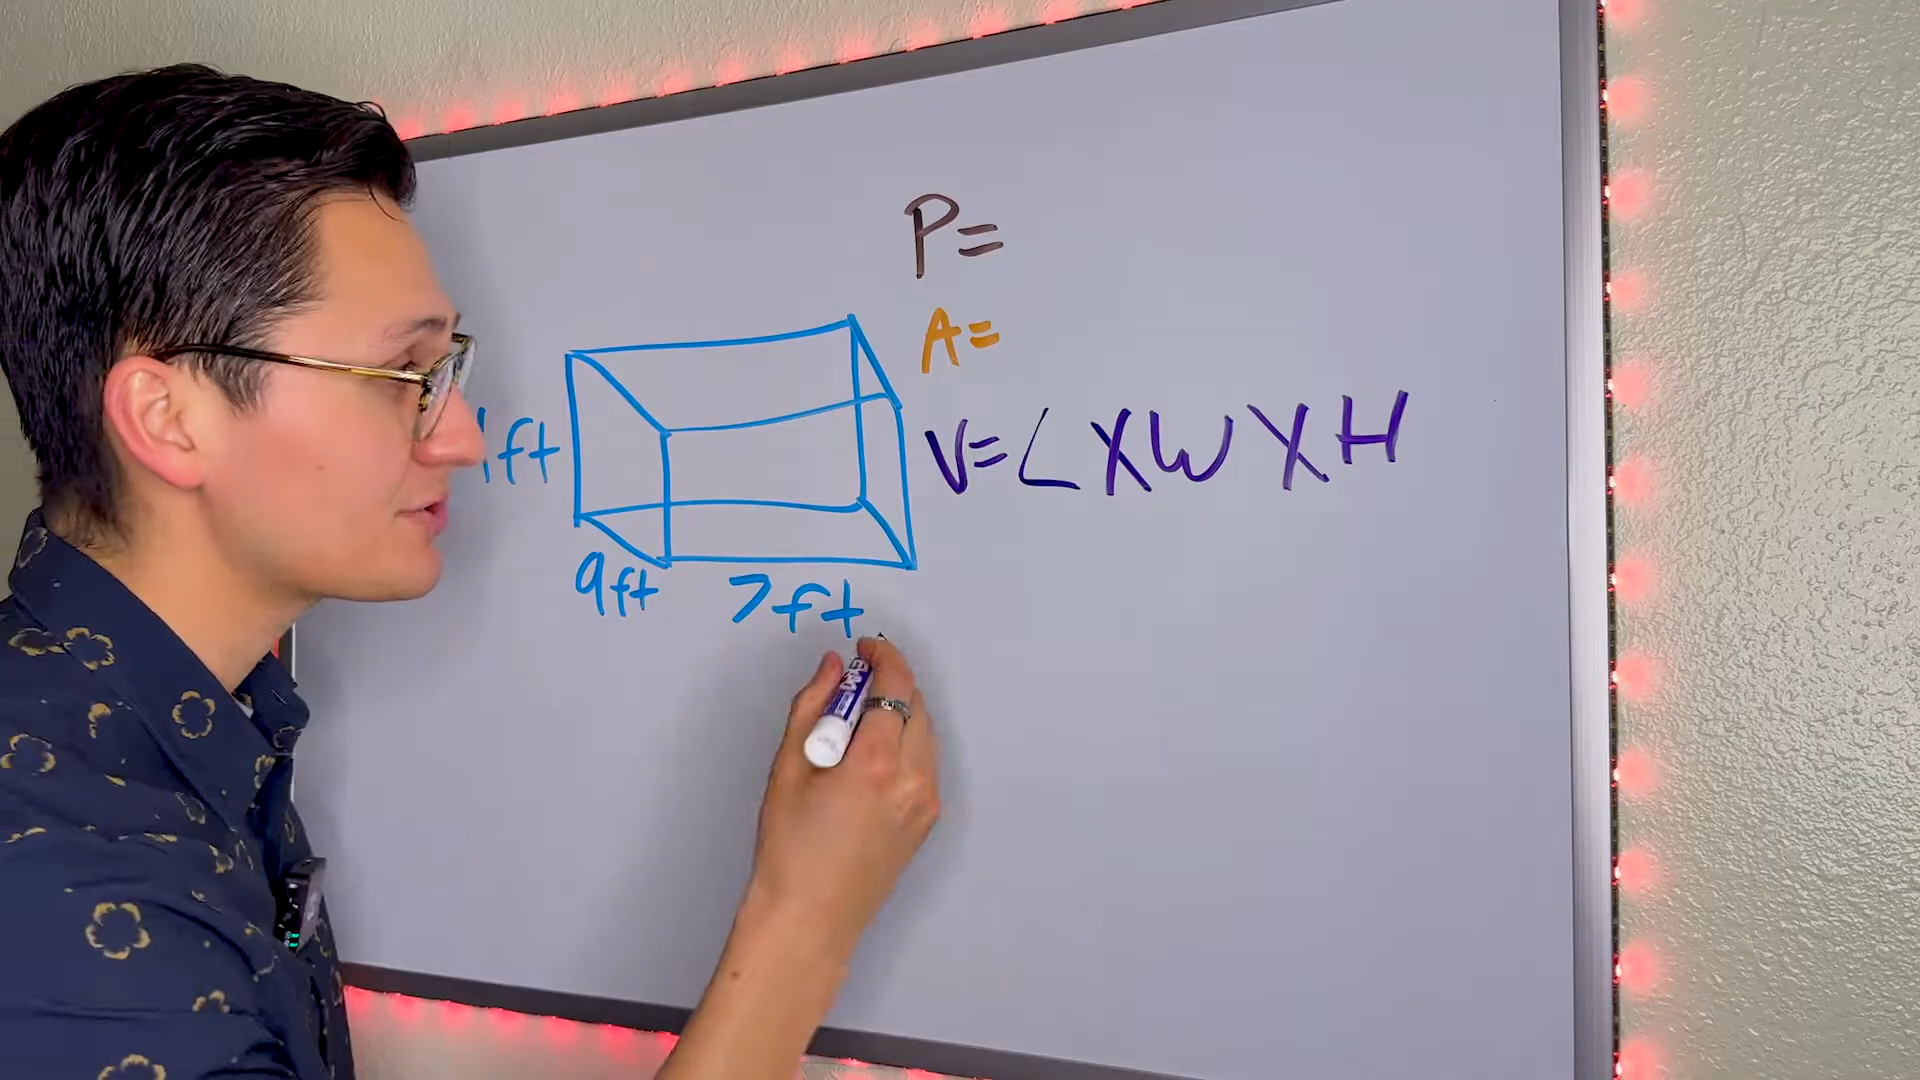 P=
A=
V= L X W X H
ft
9ft
7ft